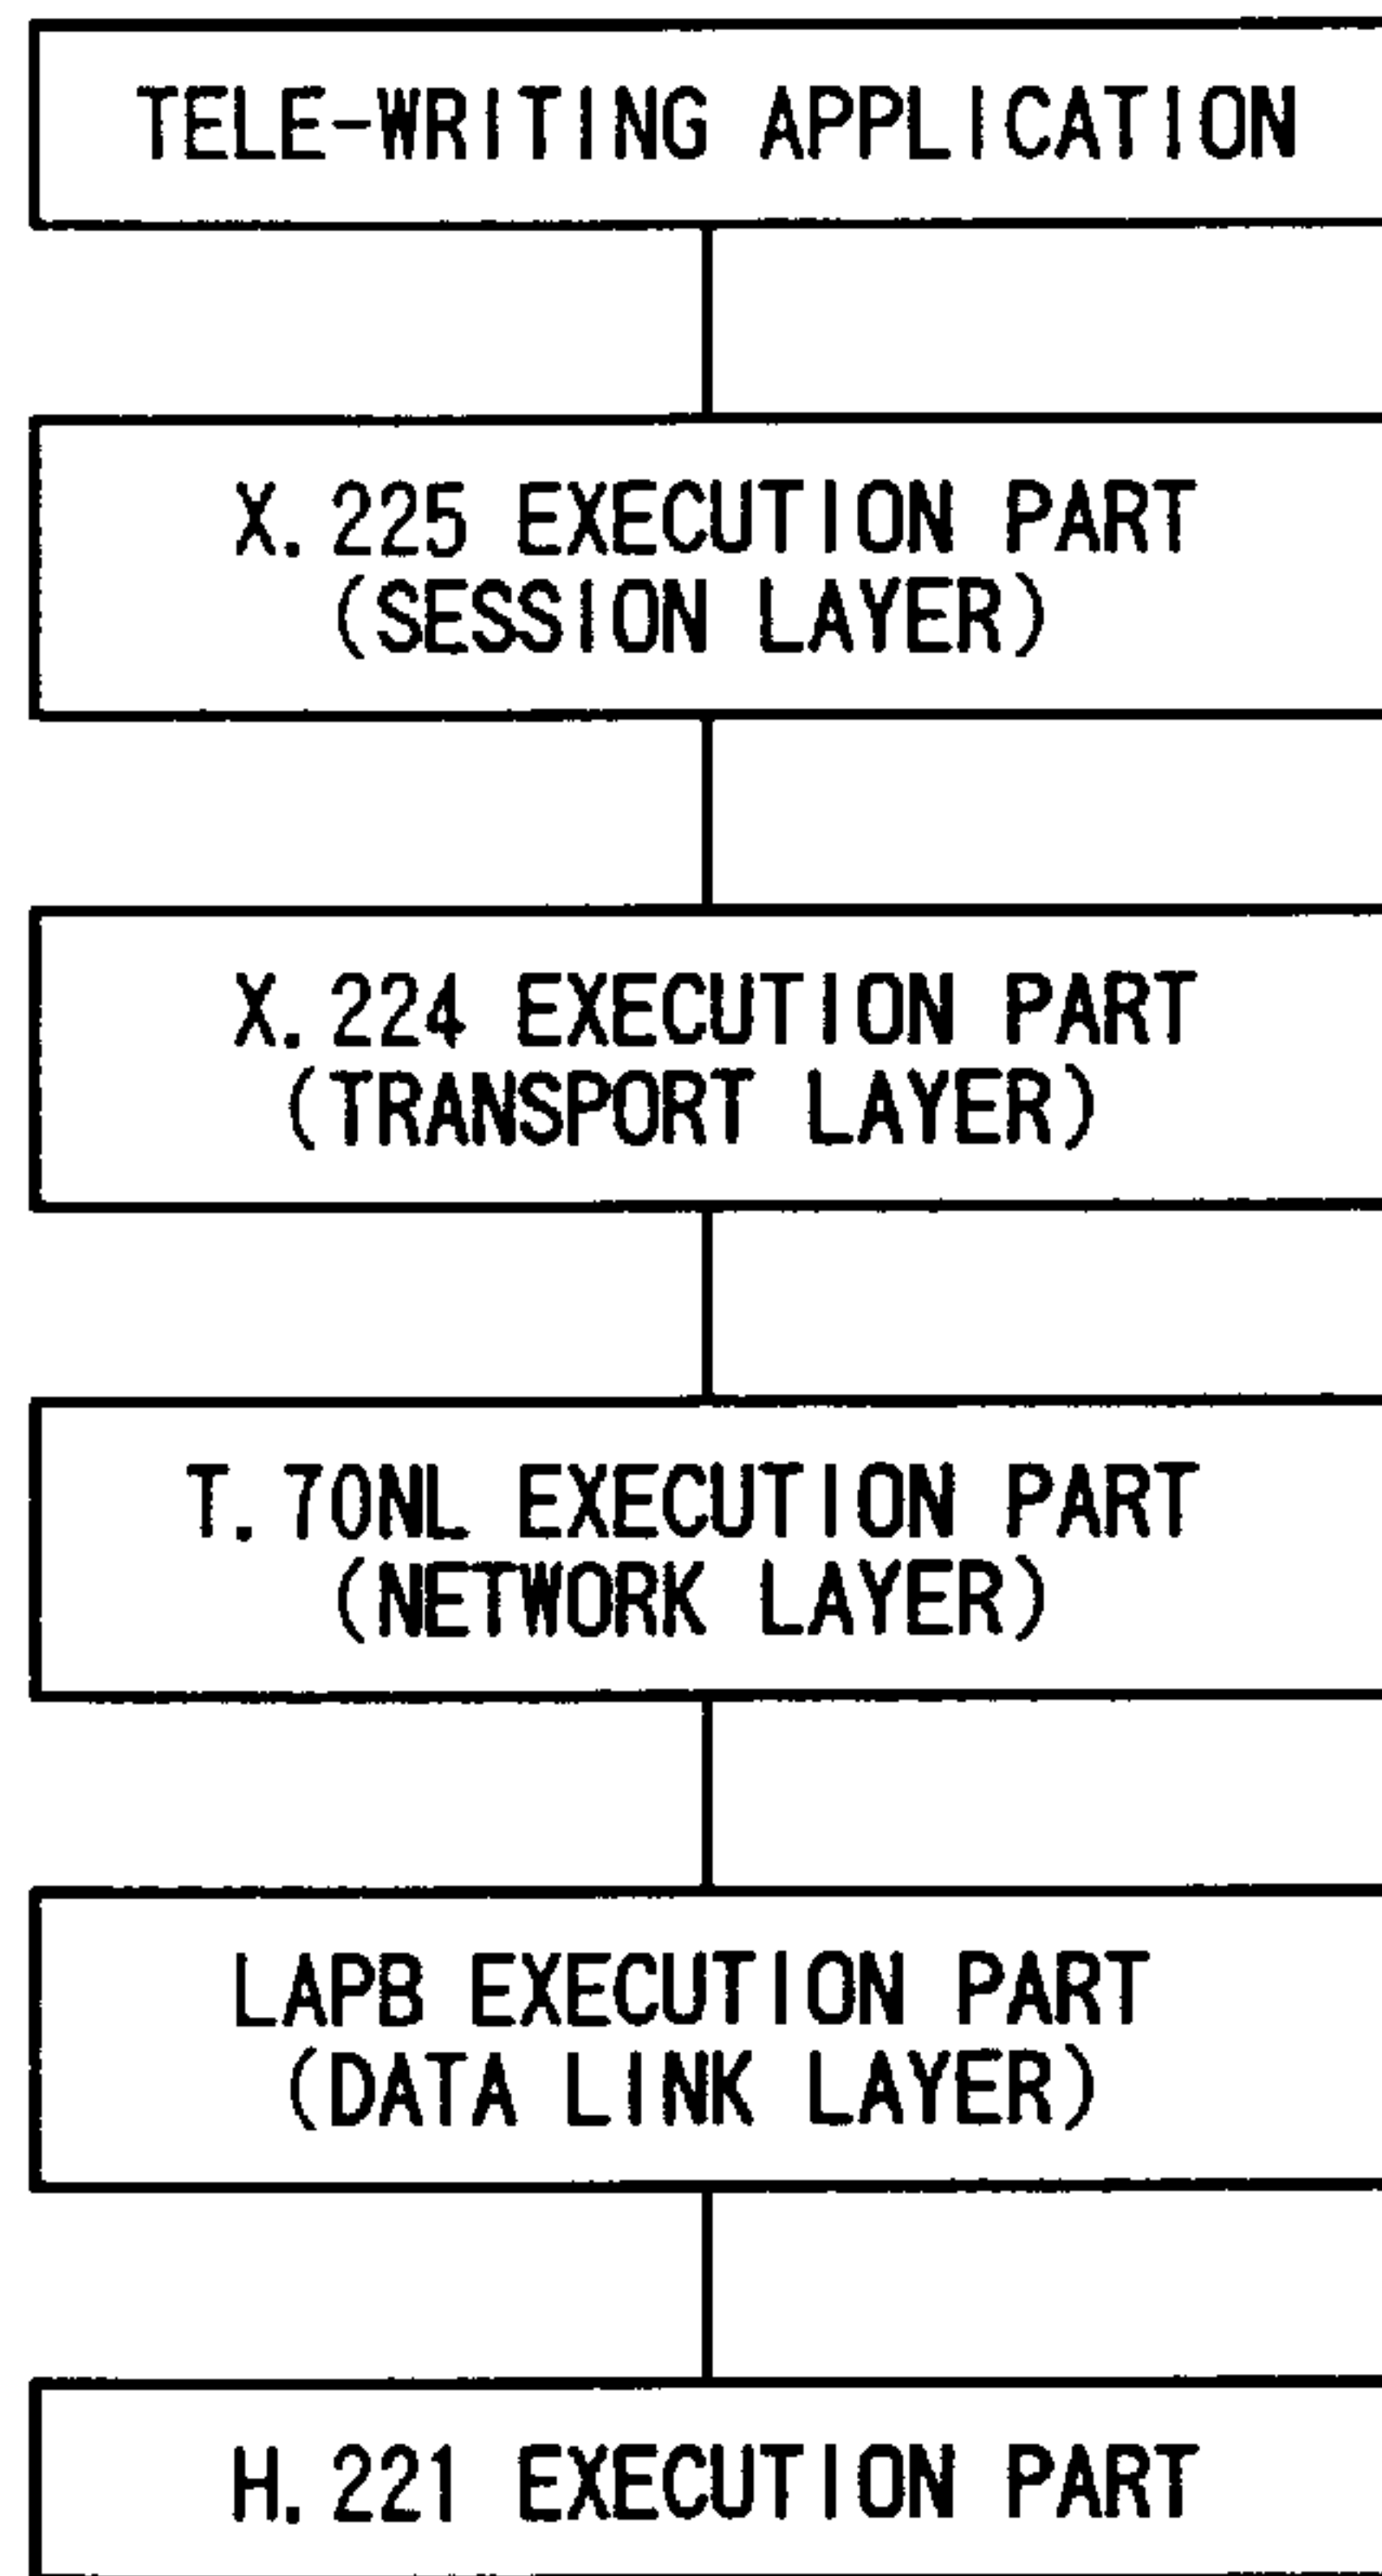 TELE-WRITING APPLICATION
X.225 EXECUTION PART
(SESSION LAYER)
X.224 EXECUTION PART
(TRANSPORT LAYER)
T.70NL EXECUTION PART
(NETWORK LAYER)
LAPB EXECUTION PART
(DATA LINK LAYER)
H.221 EXECUTION PART